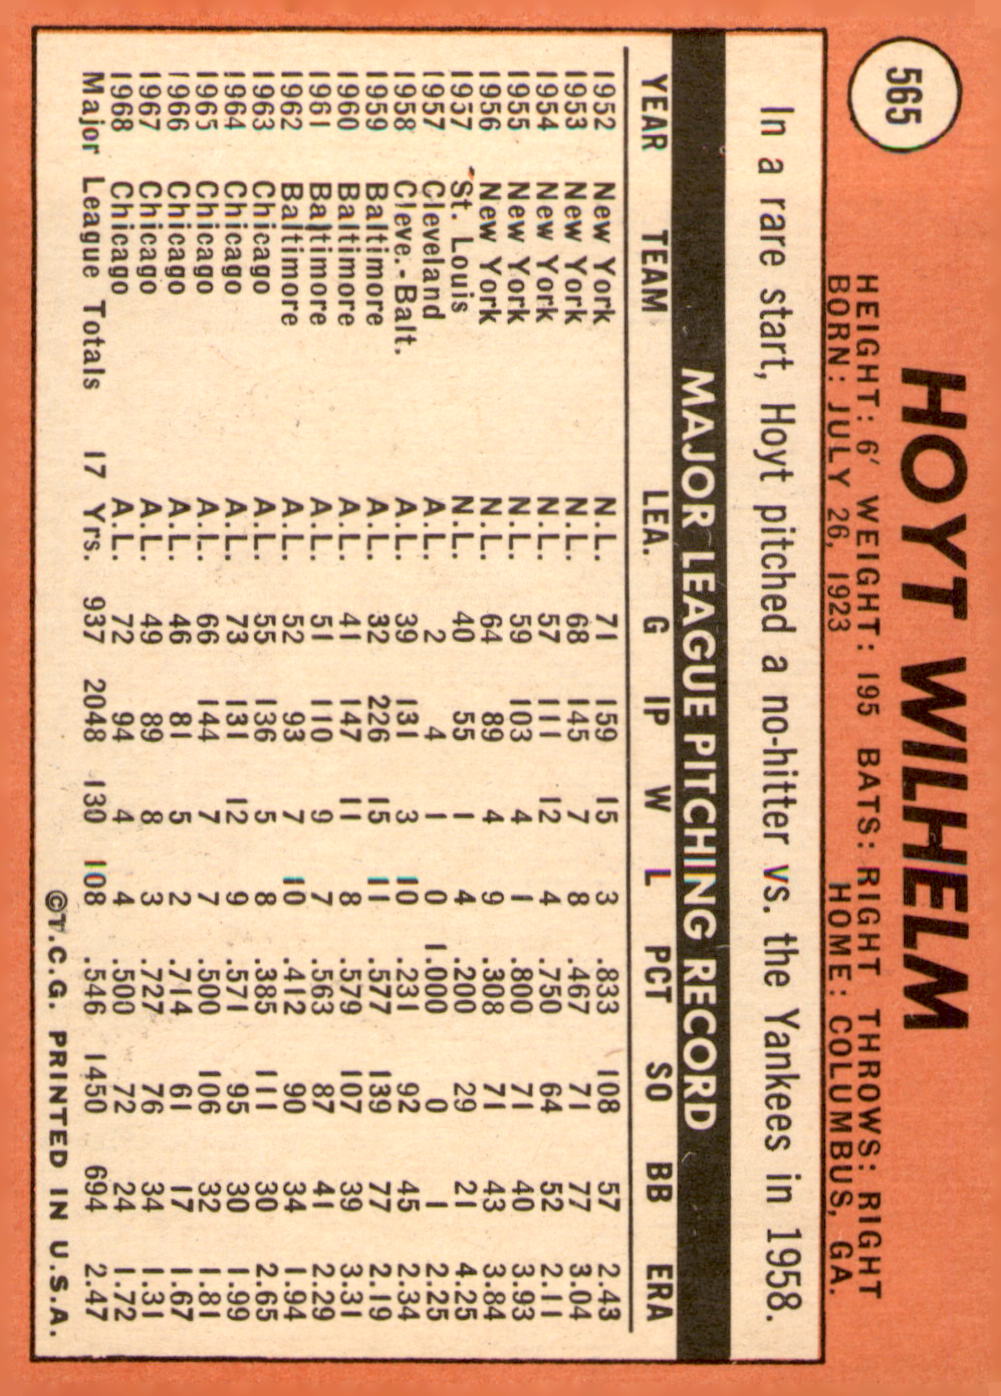 565
HOYT WILHELM
HEIGHT: 6' WEIGHT: 195 BATS: RIGHT THROWS: RIGHT
BORN: JULY 26, 1923 HOME: COLUMBUS, GA.
In a rare start, Hoyt pitched a no-hitter vs. the Yankees in 1958.
MAJOR LEAGUE PITCHING RECORD
YEAR TEAM LEA. G IP W L PCT SO BB ERA
1952 New York N.L. 71 159 15 3 .833 108 57 2.43
1953 New York N.L. 68 145 7 8 .467 71 77 3.04
1954 New York N.L. 57 111 12 4 .750 64 52 2.11
1955 New York N.L. 59 103 4 1 .800 71 40 3.93
1956 New York N.L. 64 89 4 9 .308 71 43 3.84
1957 St. Louis N.L. 40 55 1 4 .200 29 21 4.25
1957 Cleveland A.L. 2 4 1 0 1.000 0 1 2.25
1958 Cleve.-Balt. A.L. 39 131 3 10 .231 92 45 2.34
1959 Baltimore A.L. 32 226 15 11 .577 139 77 2.19
1960 Baltimore A.L. 41 147 11 8 .579 107 39 3.31
1961 Baltimore A.L. 51 110 9 7 .563 87 41 2.29
1962 Baltimore A.L. 52 93 7 10 .412 90 34 1.94
1963 Chicago A.L. 55 136 5 8 .385 111 30 2.65
1964 Chicago A.L. 73 131 12 9 .571 95 30 1.99
1965 Chicago A.L. 66 144 7 7 .500 106 32 1.81
1966 Chicago A.L. 46 81 5 2 .714 61 17 1.67
1967 Chicago A.L. 49 89 8 3 .727 76 34 1.31
1968 Chicago A.L. 72 94 4 4 .500 72 24 1.72
Major League Totals 17 Yrs. 937 2048 130 108 .546 1450 694 2.47
©T.C.G. PRINTED IN U.S.A.